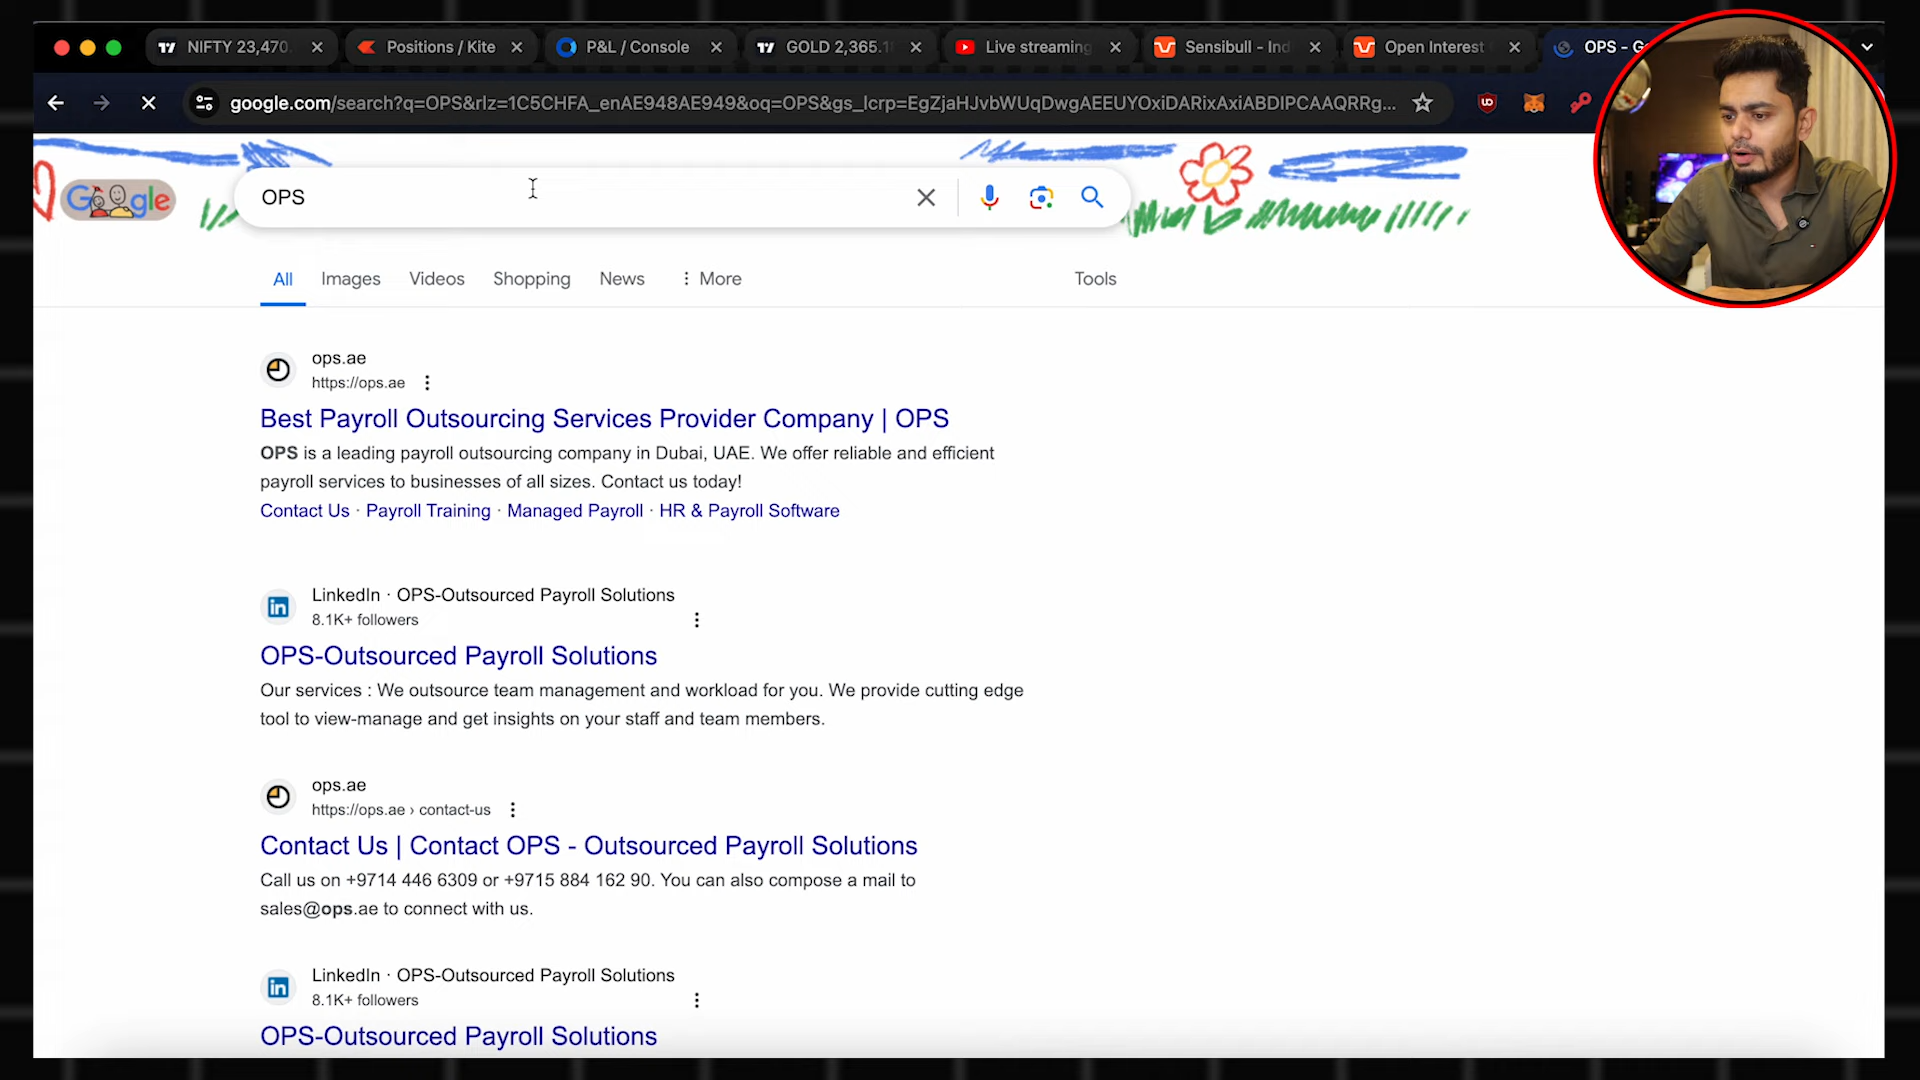 NIFTY 23,470.
Positions / Kite
P&L / Console
GOLD 2,365.1
Live streaming
Sensibull - Ind
Open Interest
OPS - G
google.com/search?q=OPS&rlz=1C5CHFA_enAE948AE949&oq=OPS&gs_lcrp=EgZjaHJvbWUqDwgAEEUYOxiDARixAxiABDIPCAAQRRg...
Google
OPS
All
Images
Videos
Shopping
News
More
Tools
ops.ae
https://ops.ae
Best Payroll Outsourcing Services Provider Company | OPS
OPS is a leading payroll outsourcing company in Dubai, UAE. We offer reliable and efficient
payroll services to businesses of all sizes. Contact us today!
Contact Us · Payroll Training · Managed Payroll · HR & Payroll Software
LinkedIn · OPS-Outsourced Payroll Solutions
8.1K+ followers
OPS-Outsourced Payroll Solutions
Our services : We outsource team management and workload for you. We provide cutting edge
tool to view-manage and get insights on your staff and team members.
ops.ae
https://ops.ae › contact-us
Contact Us | Contact OPS - Outsourced Payroll Solutions
Call us on +9714 446 6309 or +9715 884 162 90. You can also compose a mail to
sales@ops.ae to connect with us.
LinkedIn · OPS-Outsourced Payroll Solutions
8.1K+ followers
OPS-Outsourced Payroll Solutions